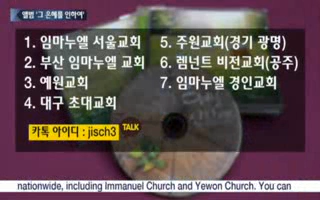 앨범 '그 은혜를 인하여'
1. 임마누엘 서울교회
2. 부산 임마누엘 교회
3. 예원교회
4. 대구 초대교회
5. 주원교회(경기 광명)
6. 렘넌트 비전교회(공주)
7. 임마누엘 경인교회
카톡 아이디 : jisch3
TALK
nationwide, including Immanuel Church and Yewon Church. You can